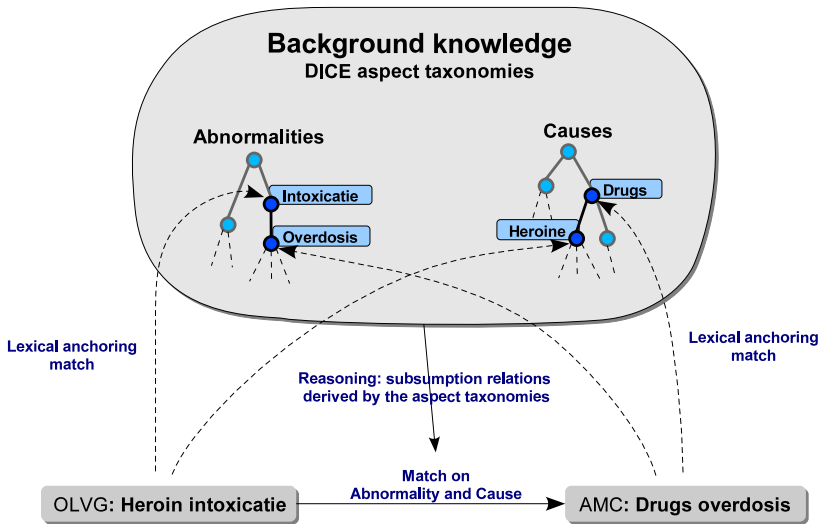 Background knowledge
DICE aspect taxonomies
Abnormalities
Causes
Intoxicatie
Drugs
Overdosis
Heroine
Lexical anchoring
match
Lexical anchoring
match
Reasoning: subsumption relations
derived by the aspect taxonomies
Match on
Abnormality and Cause
OLVG: Heroin intoxicatie
AMC: Drugs overdosis